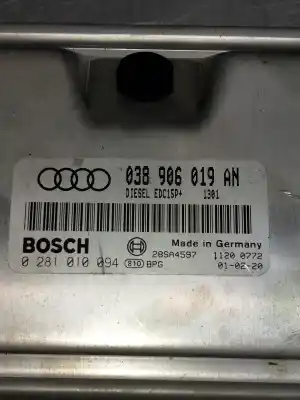 038 906 019 AN
DIESEL EDC15P+ 1301
BOSCH
Made in Germany
28SA4597 1120 0772
0 281 010 094 e10 BPG 01-02-20